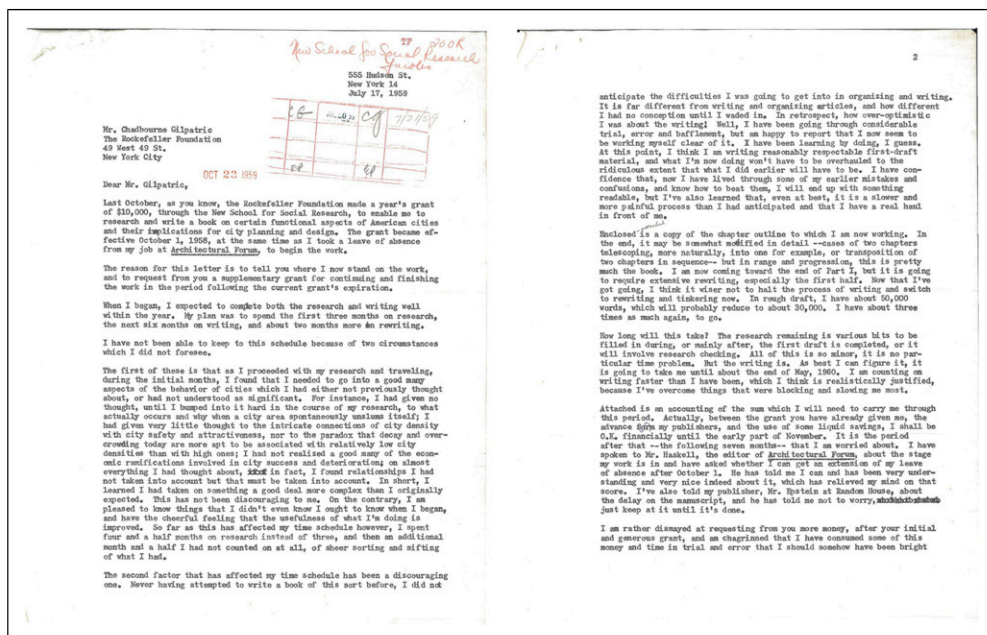 TP 200R
New School for Social Research
Jacobs
555 Hudson St.
New York 14
July 17, 1959
CG
CG
7/21/59
Mr. Chadbourne Gilpatric
The Rockefeller Foundation
49 West 49 St.
New York City
OCT 23 1959
Dear Mr. Gilpatric,
Last October, as you know, the Rockefeller Foundation made a year's grant
of $10,000, through the New School for Social Research, to enable me to
research and write a book on certain functional aspects of American cities
and their implications for city planning and design. The grant became ef-
fective October 1, 1958, at the same time as I took a leave of absence
from my job at Architectural Forum, to begin the work.
The reason for this letter is to tell you where I now stand on the work,
and to request from you a supplementary grant for continuing and finishing
the work in the period following the current grant's expiration.
When I began, I expected to complete both the research and writing well
within the year. My plan was to spend the first three months on research,
the next six months on writing, and about two months more on rewriting.
I have not been able to keep to this schedule because of two circumstances
which I did not foresee.
The first of these is that as I proceeded with my research and traveling,
during the initial months, I found that I needed to go into a good many
aspects of the behavior of cities which I had either not previously thought
about, or had not understood as significant. For instance, I had given no
thought, until I bumped into it hard in the course of my research, to what
actually occurs and why when a city area spontaneously unslums itself; I
had given very little thought to the intricate connections of city density
with city safety and attractiveness, nor to the paradox that decay and over-
crowding today are more apt to be associated with relatively low city
densities than with high ones; I had not realized a good many of the econ-
omic ramifications involved in city success and deterioration; on almost
everything I had thought about, in fact, I found relationships I had
not taken into account but that must be taken into account. In short, I
learned I had taken on something a good deal more complex than I originally
expected. This has not been discouraging to me. On the contrary, I am
pleased to know things that I didn't even know I ought to know when I began,
and have the cheerful feeling that the usefulness of what I'm doing is
improved. So far as this has affected my time schedule however, I spent
four and a half months on research instead of three, and then an additional
month and a half I had not counted on at all, of sheer sorting and sifting
of what I had.
The second factor that has affected my time schedule has been a discouraging
one. Never having attempted to write a book of this sort before, I did not
2
anticipate the difficulties I was going to get into in organizing and writing.
It is far different from writing and organizing articles, and how different
I had no conception until I waded in. In retrospect, how over-optimistic
I was about the writing! Well, I have been going through considerable
trial, error and bafflement, but am happy to report that I now seem to
be working myself clear of it. I have been learning by doing, I guess.
At this point, I think I am writing reasonably respectable first-draft
material, and what I'm now doing won't have to be overhauled to the
ridiculous extent that what I did earlier will have to be. I have con-
fidence that, now I have lived through some of my earlier mistakes and
confusions, and know how to beat them, I will end up with something
readable, but I've also learned that, even at best, it is a slower and
more painful process than I had anticipated and that I have a real haul
in front of me.
Enclosed is a copy of the chapter outline to which I am now working. In
the end, it may be somewhat modified in detail --cases of two chapters
telescoping, more naturally, into one for example, or transposition of
two chapters in sequence-- but in range and progression, this is pretty
much the book. I am now coming toward the end of Part I, but it is going
to require extensive rewriting, especially the first half. Now that I've
got going, I think it wiser not to halt the process of writing and switch
to rewriting and tinkering now. In rough draft, I have about 50,000
words, which will probably reduce to about 30,000. I have about three
times as much again, to go.
How long will this take? The research remaining is various bits to be
filled in during, or mainly after, the first draft is completed, or it
will involve research checking. All of this is so minor, it is no par-
ticular time problem. But the writing is. As best I can figure it, it
is going to take me until about the end of May, 1960. I am counting on
writing faster than I have been, which I think is realistically justified,
because I've overcome things that were blocking and slowing me most.
Attached is an accounting of the sum which I will need to carry me through
this period. Actually, between the grant you have already given me, the
advance from my publishers, and the use of some liquid savings, I shall be
O.K. financially until the early part of November. It is the period
after that --the following seven months-- that I am worried about. I have
spoken to Mr. Haskell, the editor of Architectural Forum, about the stage
my work is in and have asked whether I can get an extension of my leave
of absence after October 1. He has told me I can and has been very under-
standing and very nice indeed about it, which has relieved my mind on that
score. I've also told my publisher, Mr. Epstein at Random House, about
the delay on the manuscript, and he has told me not to worry,
just keep at it until it's done.
I am rather dismayed at requesting from you more money, after your initial
and generous grant, and am chagrinned that I have consumed some of this
money and time in trial and error that I should somehow have been bright